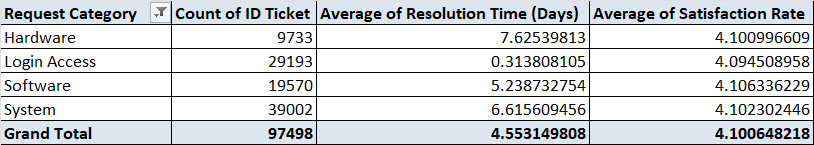 Request Category Count of ID Ticket Average of Resolution Time (Days) Average of Satisfaction Rate
Hardware 9733 7.62539813 4.100996609
Login Access 29193 0.313808105 4.094508958
Software 19570 5.238732754 4.106336229
System 39002 6.615609456 4.102302446
Grand Total 97498 4.553149808 4.100648218